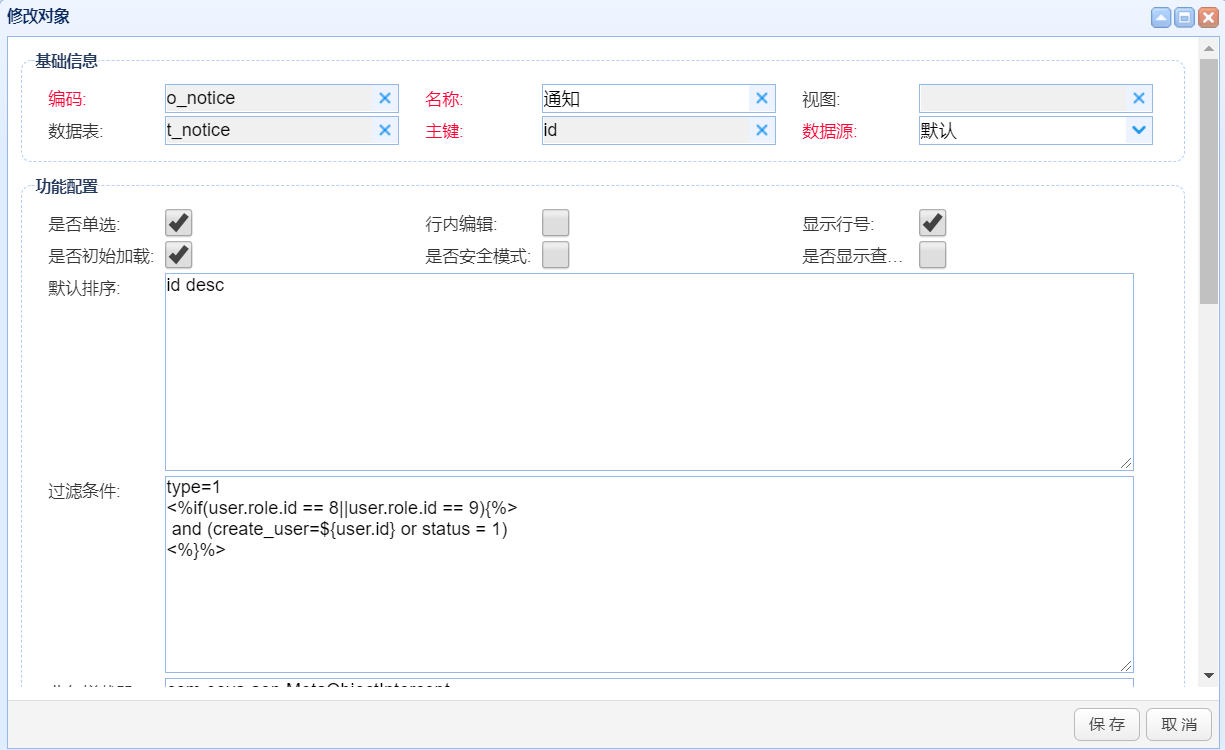 修改对象
基础信息
编码: o_notice 名称: 通知 视图:
数据表: t_notice 主键: id 数据源: 默认
功能配置
是否单选: 行内编辑: 显示行号:
是否初始加载: 是否安全模式: 是否显示查...
默认排序: id desc
过滤条件: type=1
<%if(user.role.id == 8||user.role.id == 9){%>
and (create_user=${user.id} or status = 1)
<%}%>
保存 取消